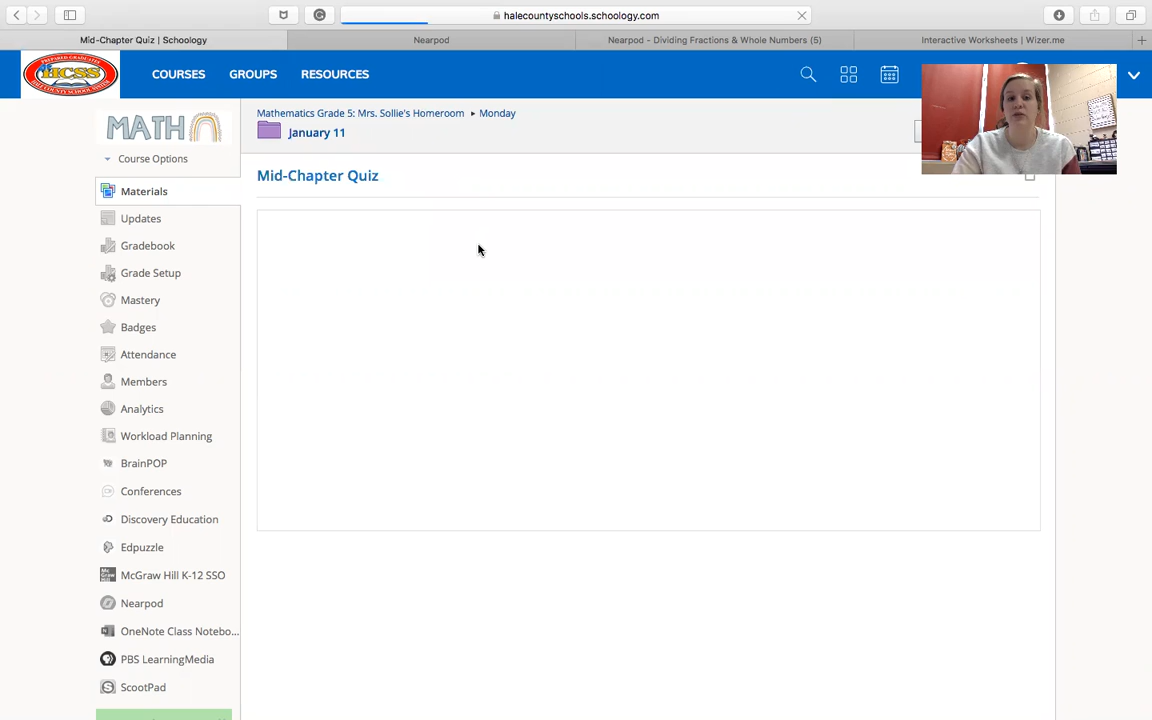 halecountyschools.schoology.com
Mid-Chapter Quiz | Schoology
Nearpod
Nearpod - Dividing Fractions & Whole Numbers (5)
Interactive Worksheets | Wizer.me
HCSS
COURSES
GROUPS
RESOURCES
MATH
Course Options
Materials
Updates
Gradebook
Grade Setup
Mastery
Badges
Attendance
Members
Analytics
Workload Planning
BrainPOP
Conferences
Discovery Education
Edpuzzle
McGraw Hill K-12 SSO
Nearpod
OneNote Class Notebo...
PBS LearningMedia
ScootPad
Mathematics Grade 5: Mrs. Sollie's Homeroom ▸ Monday
January 11
Mid-Chapter Quiz